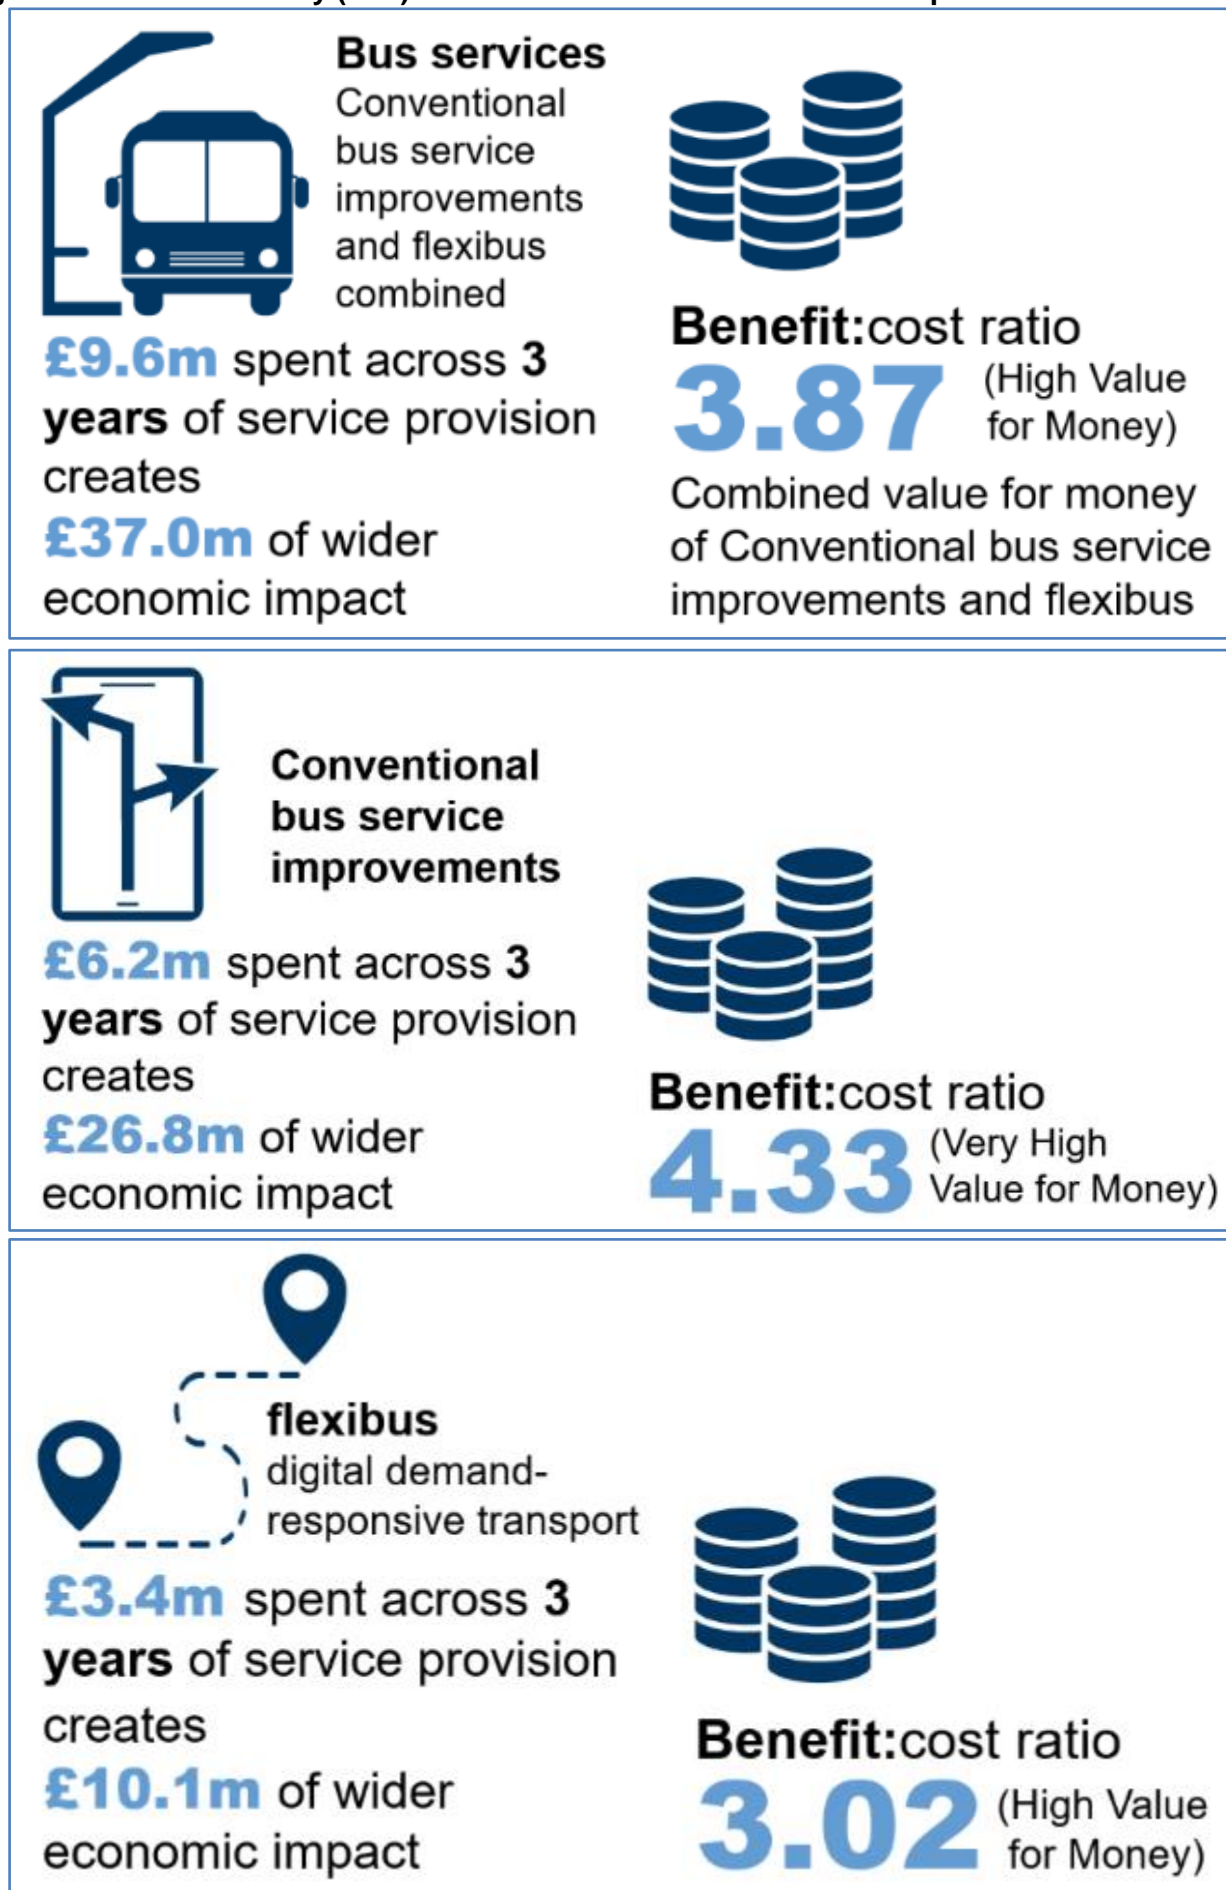 Bus services
Conventional
bus service
improvements
and flexibus
combined
£9.6m spent across 3
years of service provision
creates
£37.0m of wider
economic impact
Benefit:cost ratio
3.87 (High Value
for Money)
Combined value for money
of Conventional bus service
improvements and flexibus
Conventional
bus service
improvements
£6.2m spent across 3
years of service provision
creates
£26.8m of wider
economic impact
Benefit:cost ratio
4.33 (Very High
Value for Money)
flexibus
digital demand-
responsive transport
£3.4m spent across 3
years of service provision
creates
£10.1m of wider
economic impact
Benefit:cost ratio
3.02 (High Value
for Money)